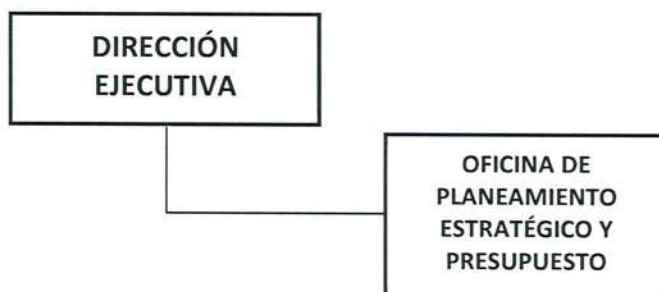 DIRECCIÓN
EJECUTIVA
OFICINA DE
PLANEAMIENTO
ESTRATÉGICO Y
PRESUPUESTO